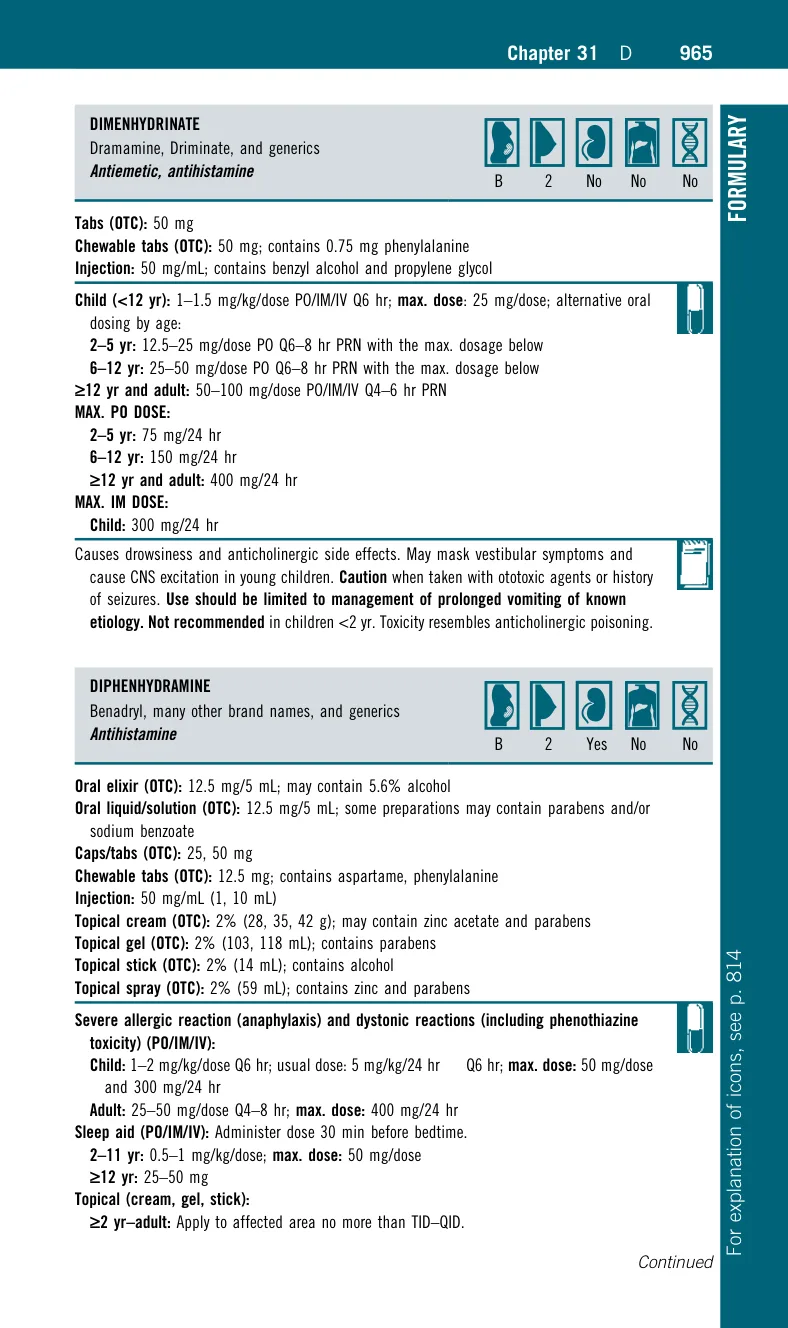 Chapter 31 D 965
DIMENHYDRINATE
Dramamine, Driminate, and generics
Antiemetic, antihistamine
B 2 No No No
Tabs (OTC): 50 mg
Chewable tabs (OTC): 50 mg; contains 0.75 mg phenylalanine
Injection: 50 mg/mL; contains benzyl alcohol and propylene glycol
Child (<12 yr): 1–1.5 mg/kg/dose PO/IM/IV Q6 hr; max. dose: 25 mg/dose; alternative oral
dosing by age:
2–5 yr: 12.5–25 mg/dose PO Q6–8 hr PRN with the max. dosage below
6–12 yr: 25–50 mg/dose PO Q6–8 hr PRN with the max. dosage below
≥12 yr and adult: 50–100 mg/dose PO/IM/IV Q4–6 hr PRN
MAX. PO DOSE:
2–5 yr: 75 mg/24 hr
6–12 yr: 150 mg/24 hr
≥12 yr and adult: 400 mg/24 hr
MAX. IM DOSE:
Child: 300 mg/24 hr
Causes drowsiness and anticholinergic side effects. May mask vestibular symptoms and
cause CNS excitation in young children. Caution when taken with ototoxic agents or history
of seizures. Use should be limited to management of prolonged vomiting of known
etiology. Not recommended in children <2 yr. Toxicity resembles anticholinergic poisoning.
DIPHENHYDRAMINE
Benadryl, many other brand names, and generics
Antihistamine
B 2 Yes No No
Oral elixir (OTC): 12.5 mg/5 mL; may contain 5.6% alcohol
Oral liquid/solution (OTC): 12.5 mg/5 mL; some preparations may contain parabens and/or
sodium benzoate
Caps/tabs (OTC): 25, 50 mg
Chewable tabs (OTC): 12.5 mg; contains aspartame, phenylalanine
Injection: 50 mg/mL (1, 10 mL)
Topical cream (OTC): 2% (28, 35, 42 g); may contain zinc acetate and parabens
Topical gel (OTC): 2% (103, 118 mL); contains parabens
Topical stick (OTC): 2% (14 mL); contains alcohol
Topical spray (OTC): 2% (59 mL); contains zinc and parabens
Severe allergic reaction (anaphylaxis) and dystonic reactions (including phenothiazine
toxicity) (PO/IM/IV):
Child: 1–2 mg/kg/dose Q6 hr; usual dose: 5 mg/kg/24 hr Q6 hr; max. dose: 50 mg/dose
and 300 mg/24 hr
Adult: 25–50 mg/dose Q4–8 hr; max. dose: 400 mg/24 hr
Sleep aid (PO/IM/IV): Administer dose 30 min before bedtime.
2–11 yr: 0.5–1 mg/kg/dose; max. dose: 50 mg/dose
≥12 yr: 25–50 mg
Topical (cream, gel, stick):
≥2 yr–adult: Apply to affected area no more than TID–QID.
Continued
FORMULARY
For explanation of icons, see p. 814